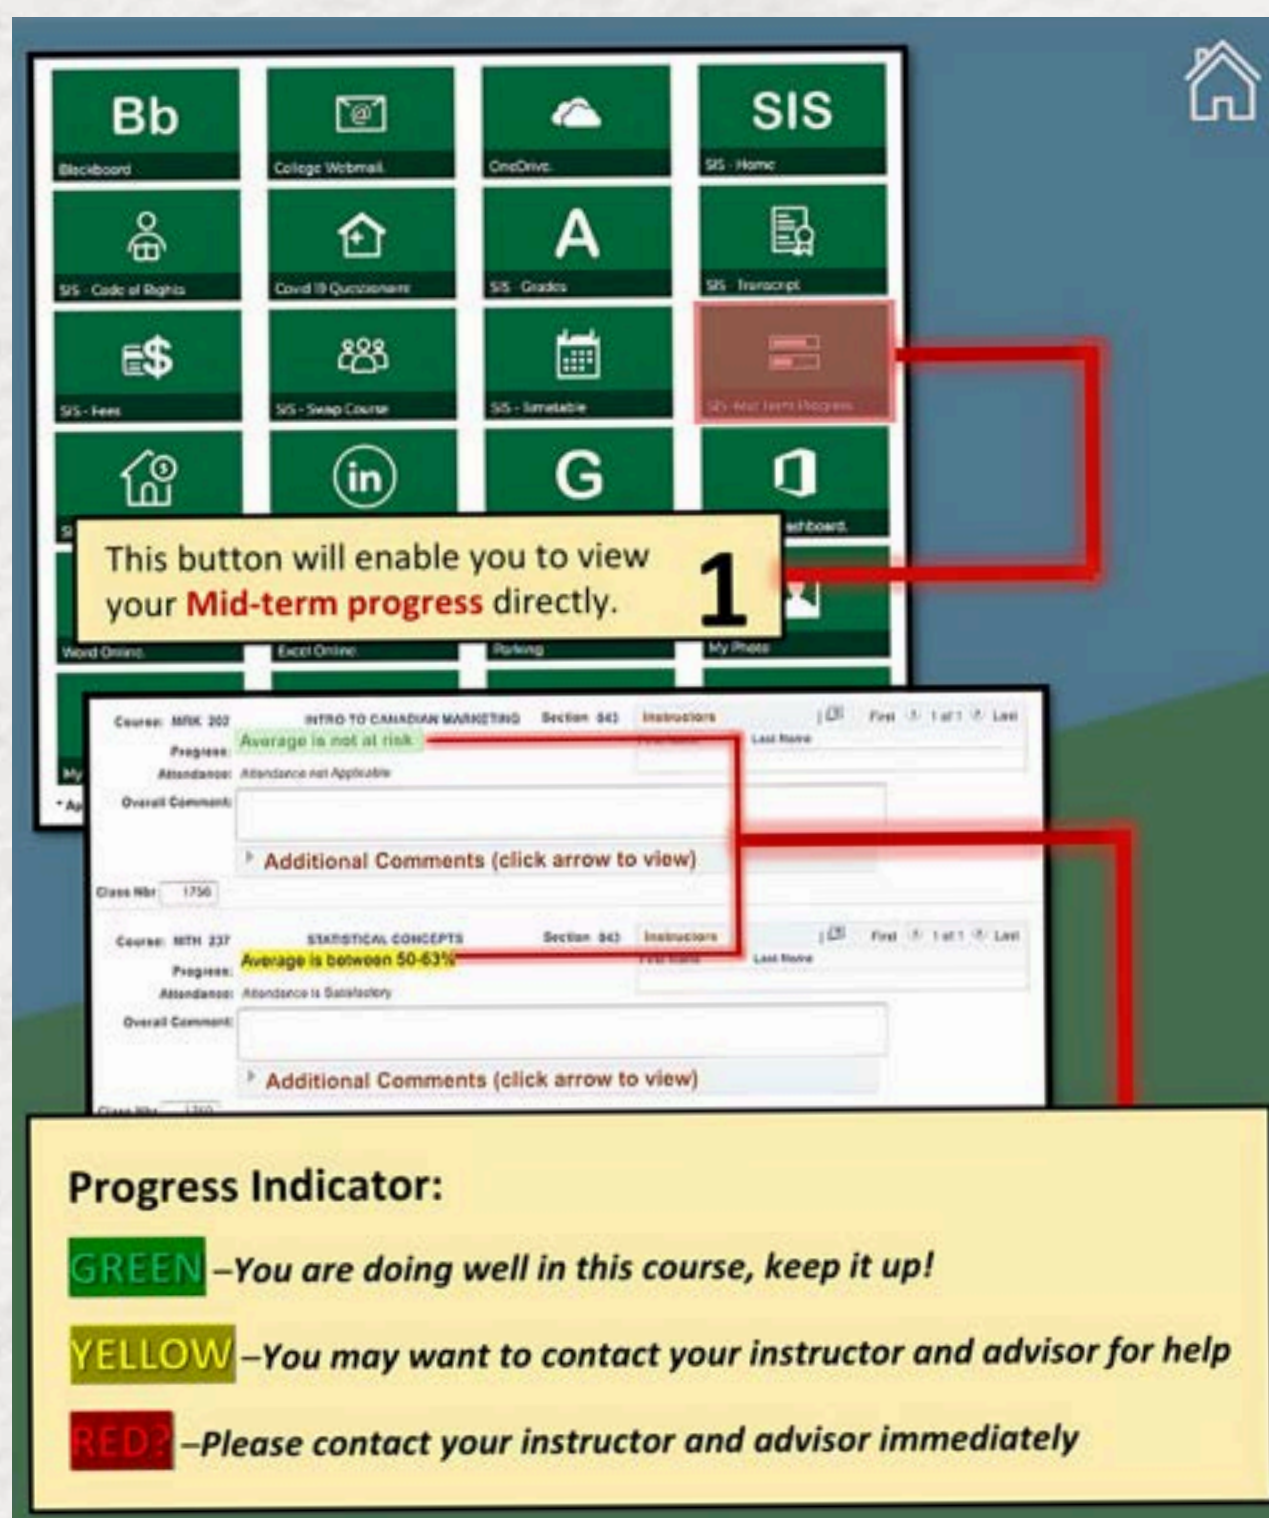 Bb
Blackboard
@
College Webmail.
OneDrive.
SIS
SIS - Home
SIS - Code of Rights
Covid 19 Questionnaire
A
SIS - Grades
SIS - Transcript
$
SIS - Fees
SIS - Swap Course
SIS - Timetable
SIS - Mid Term Progress
$
in
G
This button will enable you to view
your Mid-term progress directly.
1
Word Online.
Excel Online.
Parking
My Photo
My
Course: MRK 202 INTRO TO CANADIAN MARKETING Section 043 Instructors First 1 of 1 Last
Progress: Average is not at risk Last Name
Attendance: Attendance not Applicable
Overall Comment:
Additional Comments (click arrow to view)
Class Nbr 1756
Course: MTH 237 STATISTICAL CONCEPTS Section 043 Instructors First 1 of 1 Last
Progress: Average is between 50-63% Last Name
Attendance: Attendance is Satisfactory
Overall Comment:
Additional Comments (click arrow to view)
Class Nbr
Progress Indicator:
GREEN –You are doing well in this course, keep it up!
YELLOW –You may want to contact your instructor and advisor for help
RED? –Please contact your instructor and advisor immediately